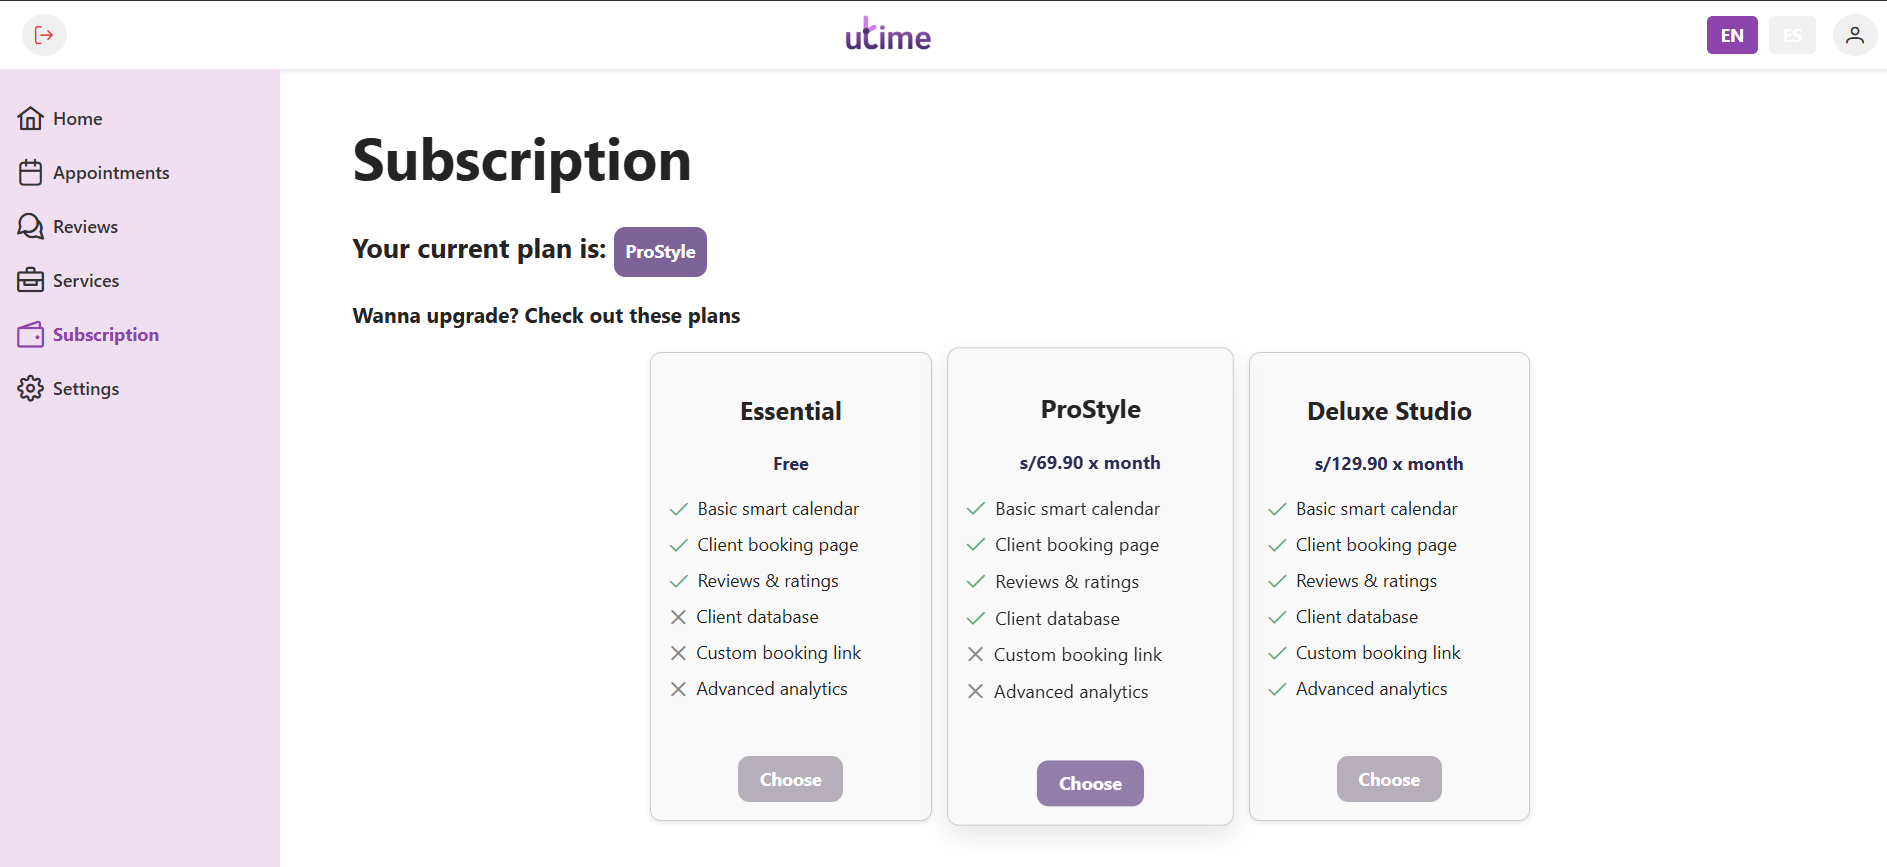 utime
EN
ES
Home
Appointments
Reviews
Services
Subscription
Settings
Subscription
Your current plan is: ProStyle
Wanna upgrade? Check out these plans
Essential
Free
Basic smart calendar
Client booking page
Reviews & ratings
Client database
Custom booking link
Advanced analytics
Choose
ProStyle
s/69.90 x month
Basic smart calendar
Client booking page
Reviews & ratings
Client database
Custom booking link
Advanced analytics
Choose
Deluxe Studio
s/129.90 x month
Basic smart calendar
Client booking page
Reviews & ratings
Client database
Custom booking link
Advanced analytics
Choose